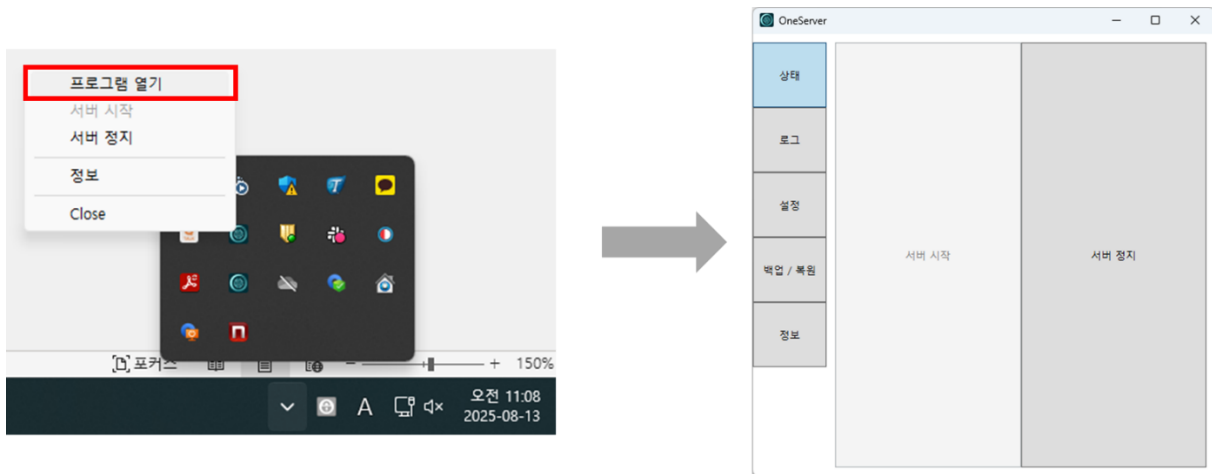 프로그램 열기
서버 시작
서버 정지
정보
Close
포커스
150%
A
오전 11:08
2025-08-13
OneServer
상태
로그
설정
백업 / 복원
정보
서버 시작
서버 정지